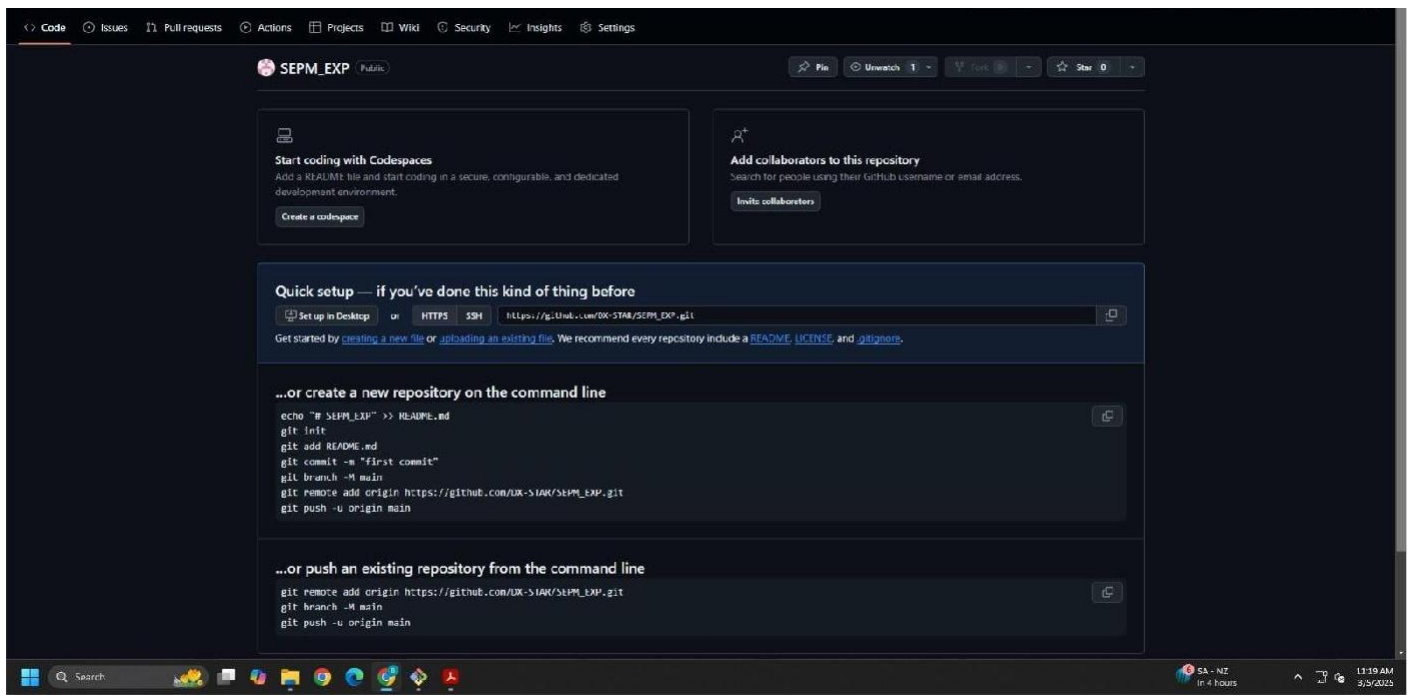 Code Issues Pull requests Actions Projects Wiki Security Insights Settings
SEPM_EXP Public
Pin Unwatch 1 Fork 0 Star 0
Start coding with Codespaces
Add a README file and start coding in a secure, configurable, and dedicated
development environment.
Create a codespace
Add collaborators to this repository
Search for people using their GitHub username or email address.
Invite collaborators
Quick setup — if you've done this kind of thing before
Set up in Desktop or HTTPS SSH https://github.com/DX-STAR/SEPM_EXP.git
Get started by creating a new file or uploading an existing file. We recommend every repository include a README, LICENSE, and .gitignore.
...or create a new repository on the command line
echo "# SEPM_EXP" >> README.md
git init
git add README.md
git commit -m "first commit"
git branch -M main
git remote add origin https://github.com/DX-STAR/SEPM_EXP.git
git push -u origin main
...or push an existing repository from the command line
git remote add origin https://github.com/DX-STAR/SEPM_EXP.git
git branch -M main
git push -u origin main
Search
6
SA - NZ
In 4 hours
11:19 AM
3/5/2025